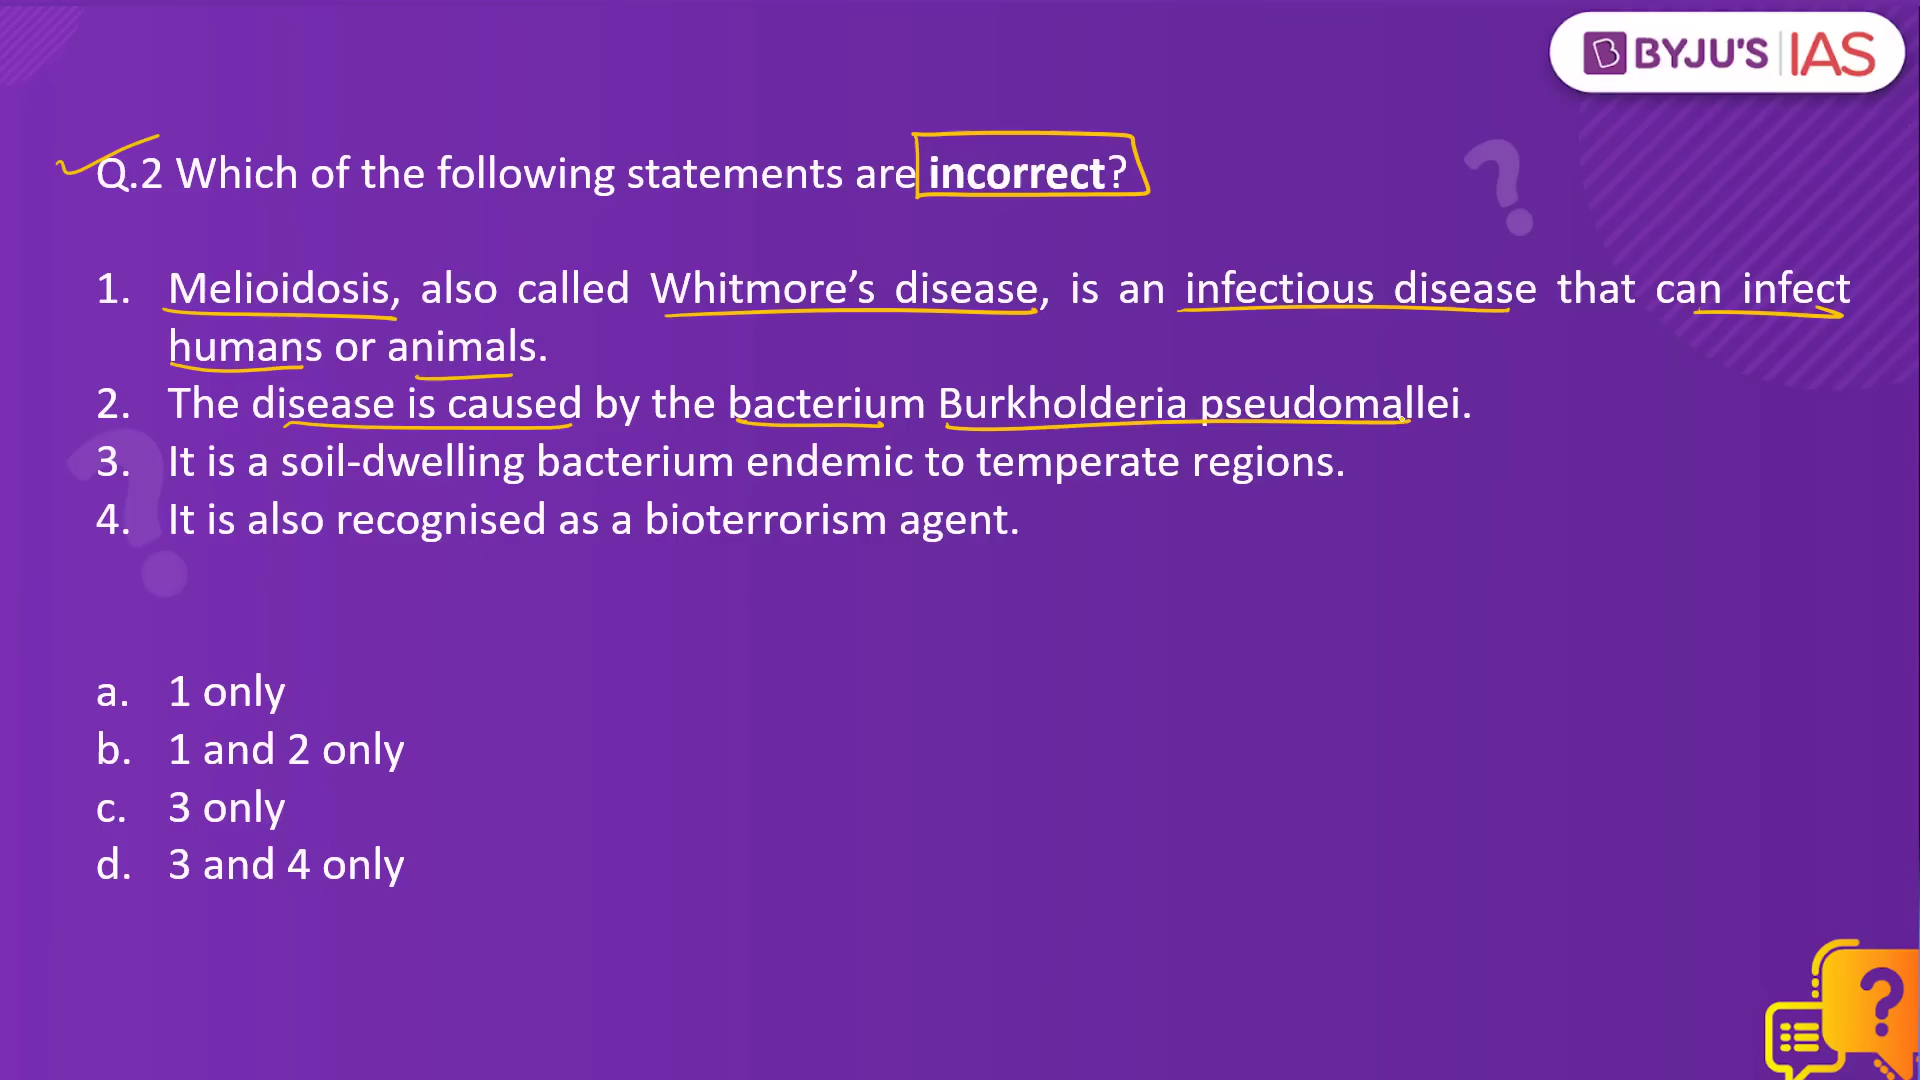 BYJU'S IAS
Q.2 Which of the following statements are incorrect?
1. Melioidosis, also called Whitmore’s disease, is an infectious disease that can infect
humans or animals.
2. The disease is caused by the bacterium Burkholderia pseudomallei.
3. It is a soil-dwelling bacterium endemic to temperate regions.
4. It is also recognised as a bioterrorism agent.
a. 1 only
b. 1 and 2 only
c. 3 only
d. 3 and 4 only